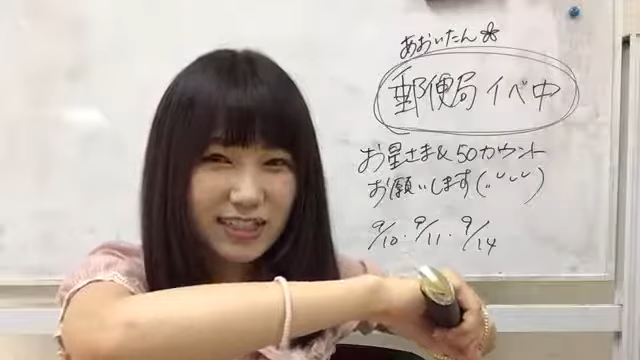 あおいたん
郵便局イベ中
お星さま&50カウント
お願いします(¨ ︶︶︶)
9/10・9/11・9/14